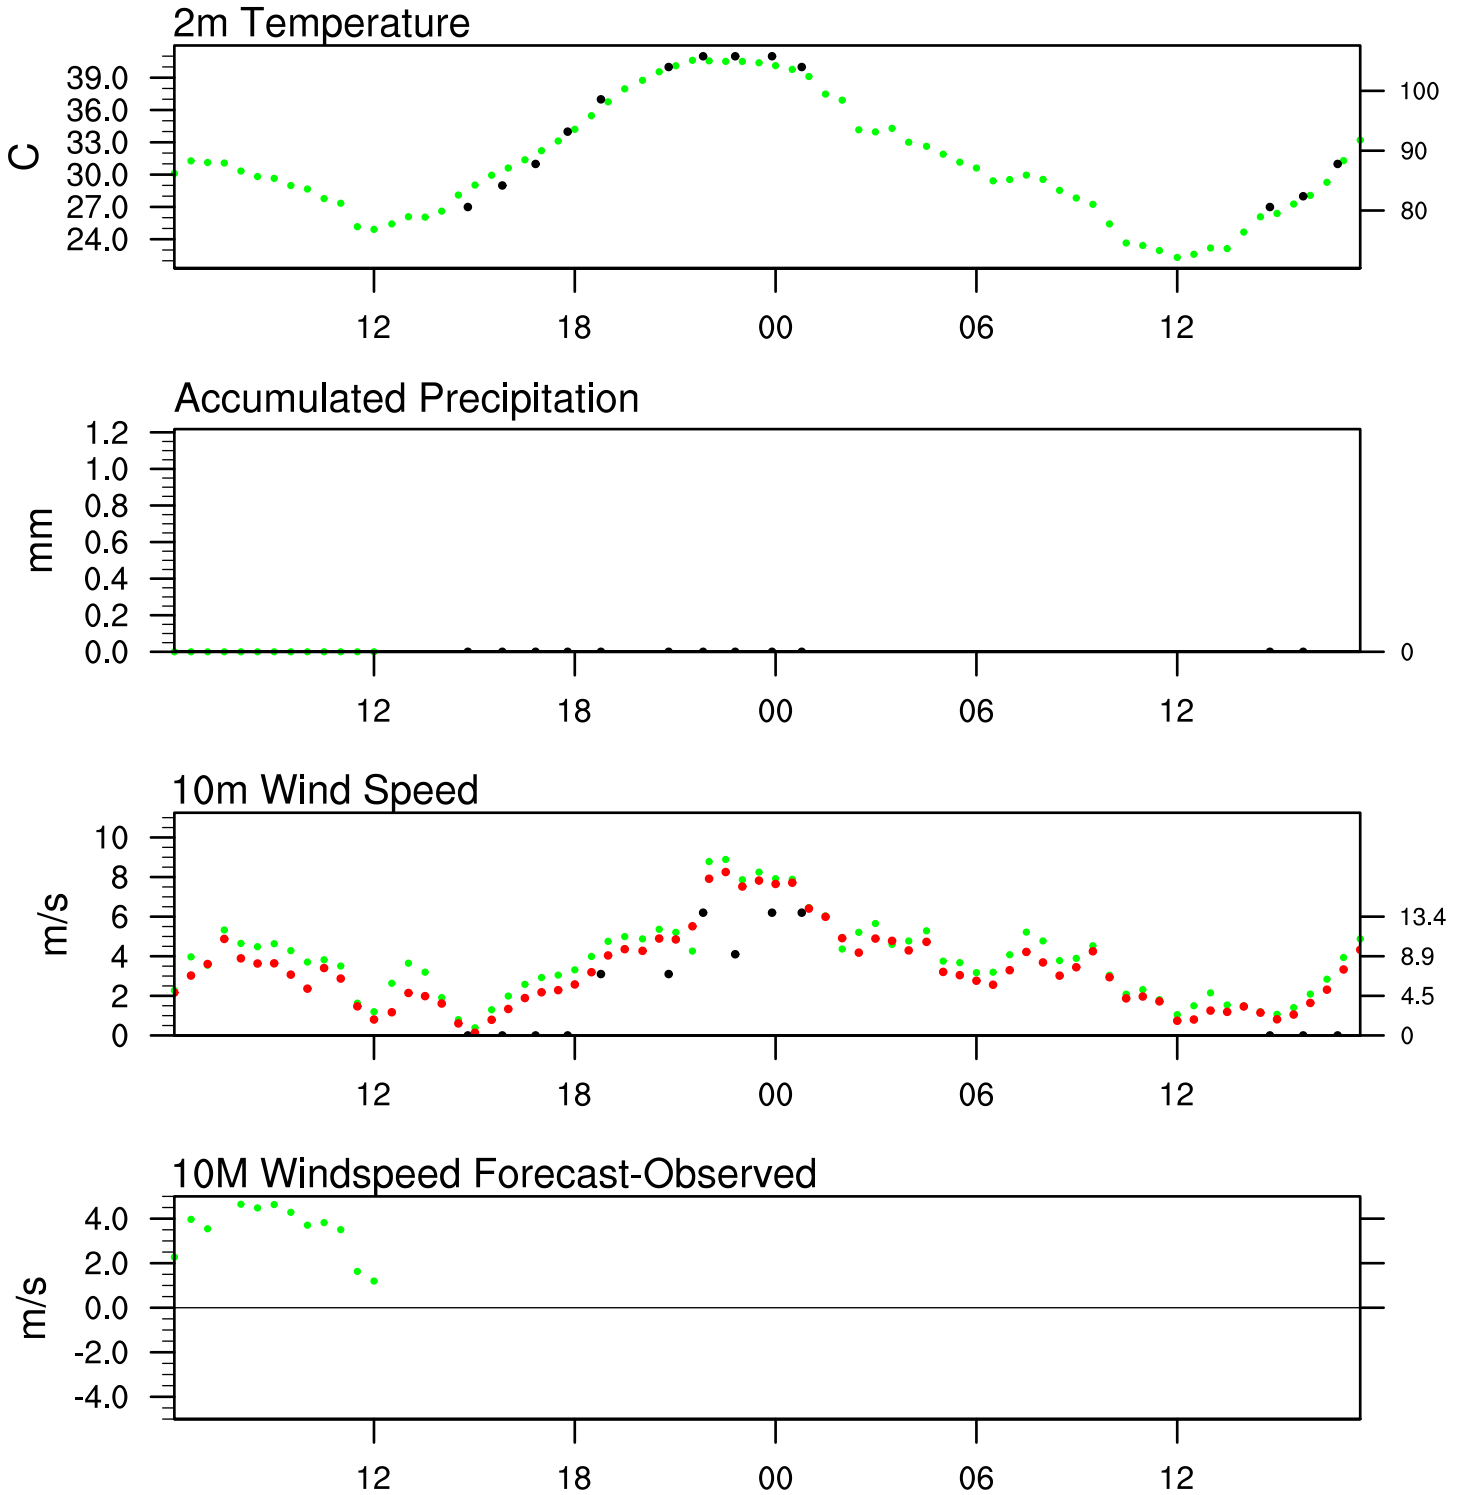 2m Temperature
39.0
36.0
33.0
30.0
27.0
24.0
C
100
90
80
12 18 00 06 12
Accumulated Precipitation
1.2
1.0
0.8
0.6
0.4
0.2
0.0
mm
0
12 18 00 06 12
10m Wind Speed
10
8
6
4
2
0
m/s
13.4
8.9
4.5
0
12 18 00 06 12
10M Windspeed Forecast-Observed
4.0
2.0
0.0
-2.0
-4.0
m/s
12 18 00 06 12